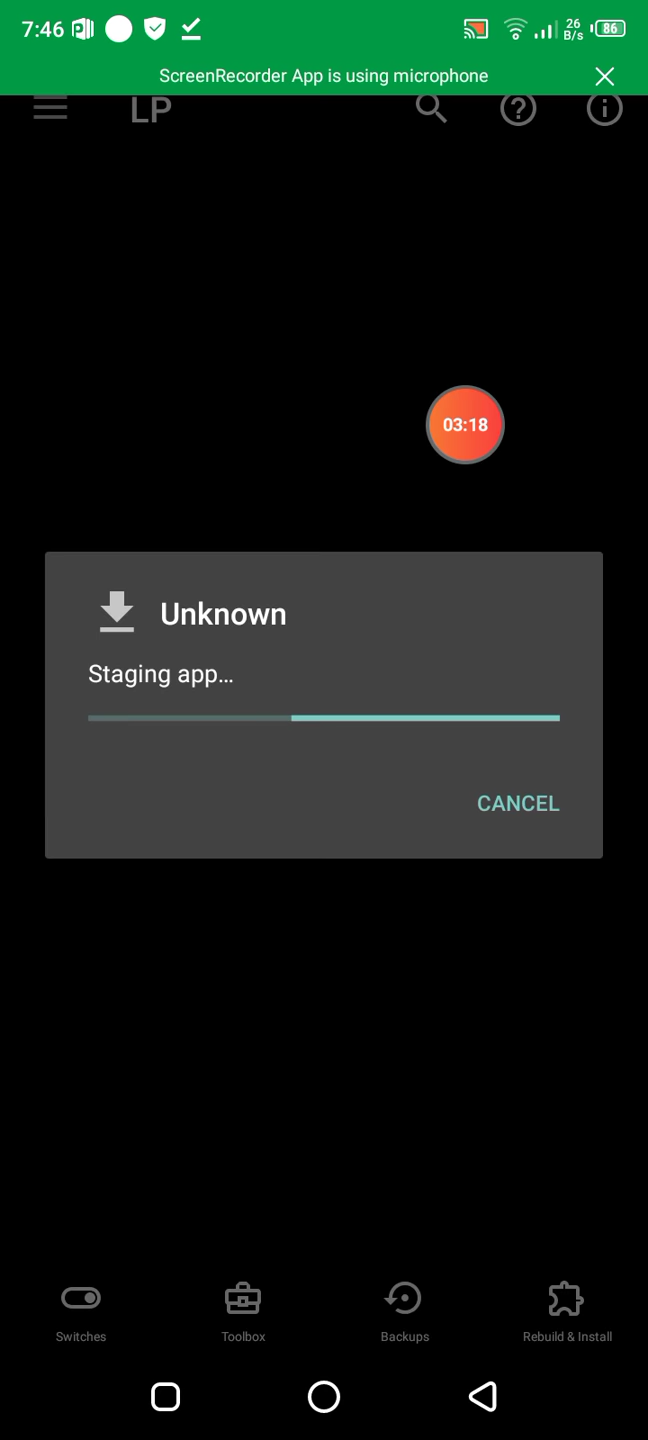 7:46
26
B/s
86
ScreenRecorder App is using microphone
LP
03:18
Unknown
Staging app...
CANCEL
Switches
Toolbox
Backups
Rebuild & Install